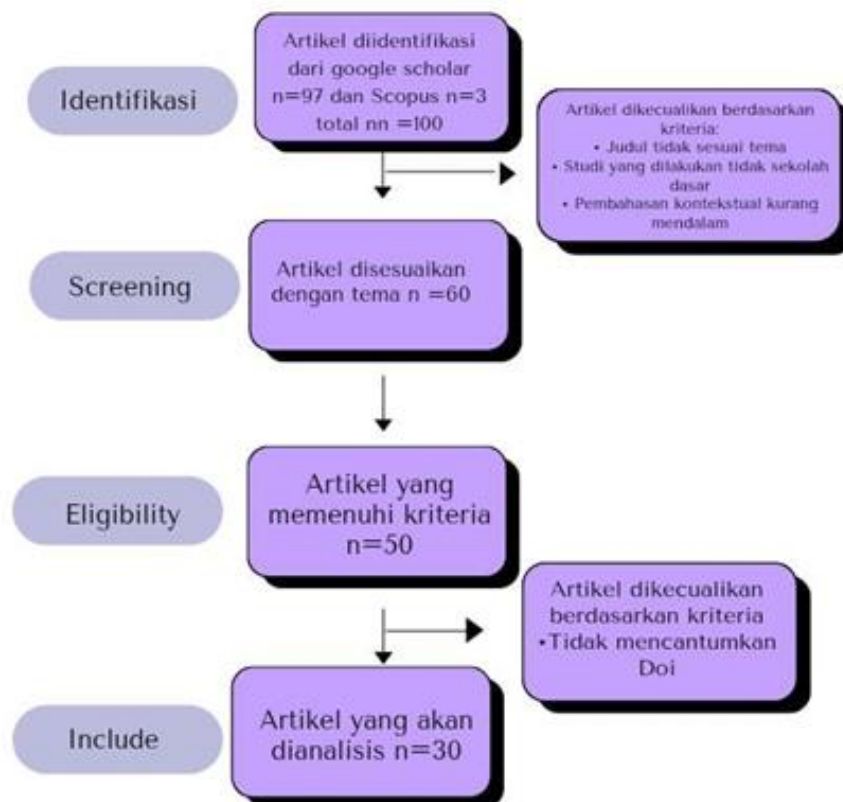 Identifikasi
Artikel diidentifikasi
dari google scholar
n=97 dan Scopus n=3
total nn =100
Artikel dikecualikan berdasarkan
kriteria:
• Judul tidak sesuai tema
• Studi yang dilakukan tidak sekolah
dasar
• Pembahasan kontekstual kurang
mendalam
Screening
Artikel disesuaikan
dengan tema n =60
Eligibility
Artikel yang
memenuhi kriteria
n=50
Artikel dikecualikan
berdasarkan kriteria
•Tidak mencantumkan
Doi
Include
Artikel yang akan
dianalisis n=30